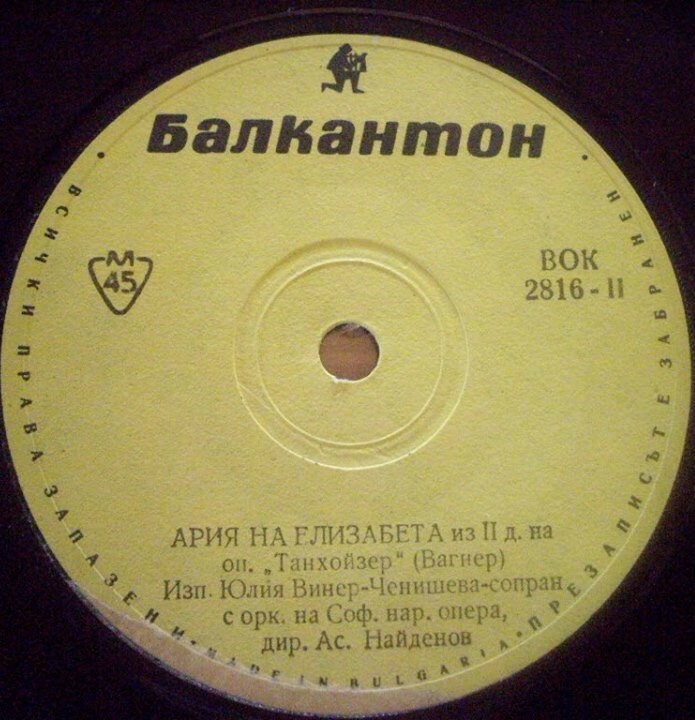 Балкантон
M
45
ВОК
2816 - II
АРИЯ НА ЕЛИЗАБЕТА из II д. на
оп. „Танхойзер“ (Вагнер)
Изп. Юлия Винер-Ченишева-сопран
с орк. на Соф. нар. опера,
дир. Ас. Найденов
• ВСИЧКИ ПРАВА ЗАПАЗЕНИ • MADE IN BULGARIA • ПРЕЗАПИСЪТ Е ЗАБРАНЕН •